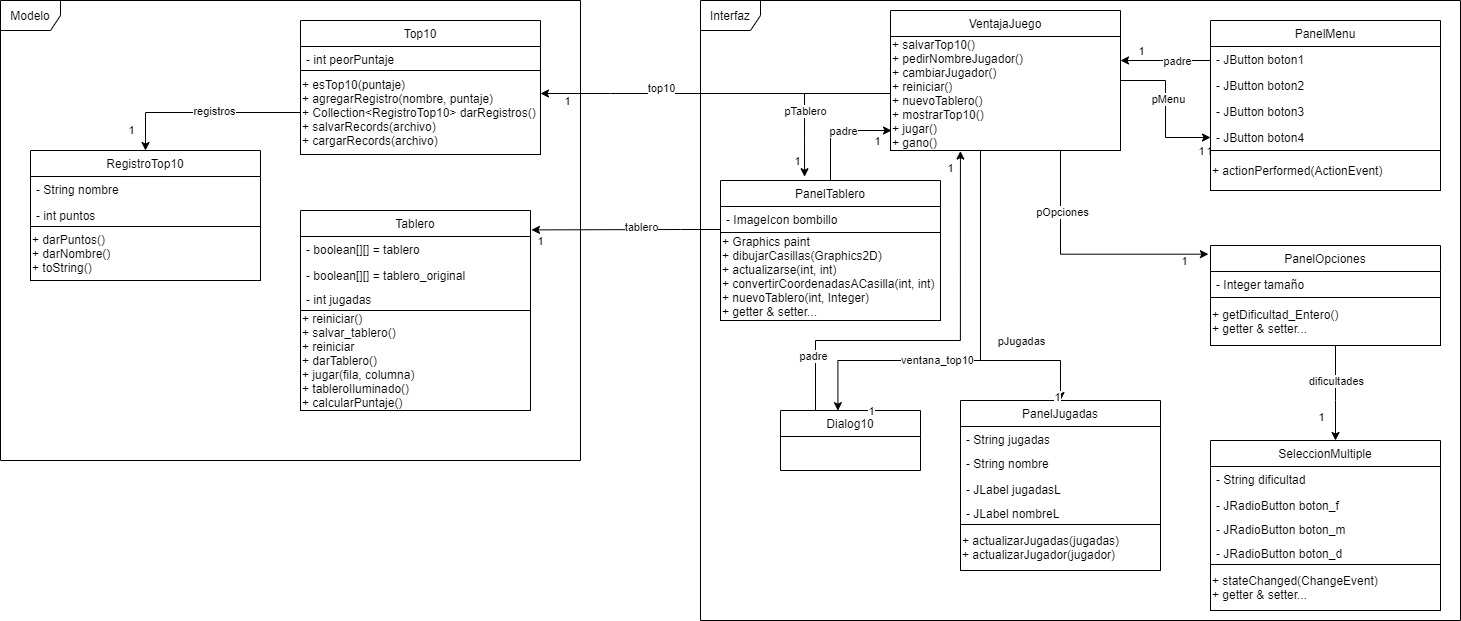 Modelo
Top10
- int peorPuntaje
+ esTop10(puntaje)
+ agregarRegistro(nombre, puntaje)
+ Collection<RegistroTop10> darRegistros()
+ salvarRecords(archivo)
+ cargarRecords(archivo)
registros
1
RegistroTop10
- String nombre
- int puntos
+ darPuntos()
+ darNombre()
+ toString()
Tablero
- boolean[][] = tablero
- boolean[][] = tablero_original
- int jugadas
+ reiniciar()
+ salvar_tablero()
+ reiniciar
+ darTablero()
+ jugar(fila, columna)
+ tableroIluminado()
+ calcularPuntaje()
top10
1
tablero
1
Interfaz
VentajaJuego
+ salvarTop10()
+ pedirNombreJugador()
+ cambiarJugador()
+ reiniciar()
+ nuevoTablero()
+ mostrarTop10()
+ jugar()
+ gano()
pTablero
1
padre
1
PanelTablero
- ImageIcon bombillo
+ Graphics paint
+ dibujarCasillas(Graphics2D)
+ actualizarse(int, int)
+ convertirCoordenadasACasilla(int, int)
+ nuevoTablero(int, Integer)
+ getter & setter...
1
padre
pMenu
1
1
PanelMenu
- JButton boton1
- JButton boton2
- JButton boton3
- JButton boton4
+ actionPerformed(ActionEvent)
pOpciones
1
PanelOpciones
- Integer tamaño
+ getDificultad_Entero()
+ getter & setter...
dificultades
1
SeleccionMultiple
- String dificultad
- JRadioButton boton_f
- JRadioButton boton_m
- JRadioButton boton_d
+ stateChanged(ChangeEvent)
+ getter & setter...
1
padre
ventana_top10
1
Dialog10
pJugadas
1
PanelJugadas
- String jugadas
- String nombre
- JLabel jugadasL
- JLabel nombreL
+ actualizarJugadas(jugadas)
+ actualizarJugador(jugador)